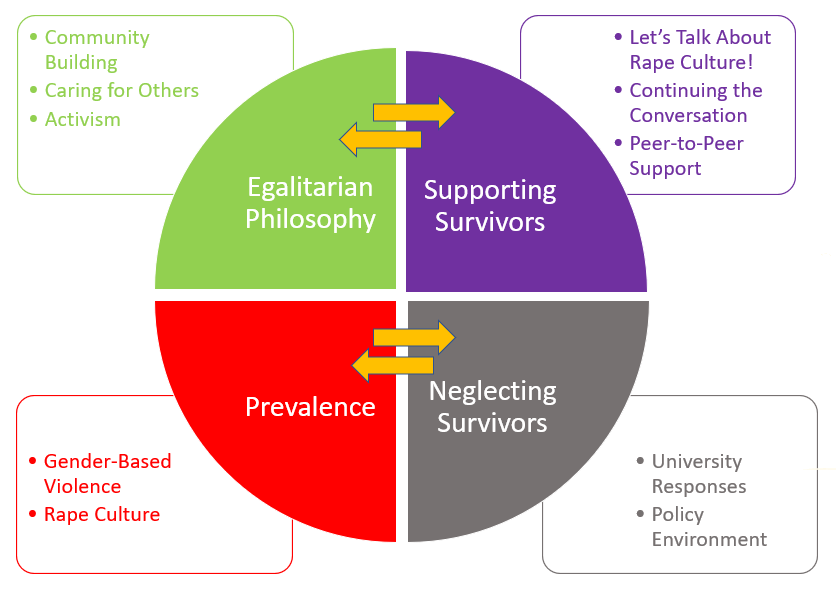 • Community
Building
• Caring for Others
• Activism
• Let's Talk About
Rape Culture!
• Continuing the
Conversation
• Peer-to-Peer
Support
Egalitarian
Philosophy
Supporting
Survivors
Prevalence
Neglecting
Survivors
• Gender-Based
Violence
• Rape Culture
• University
Responses
• Policy
Environment